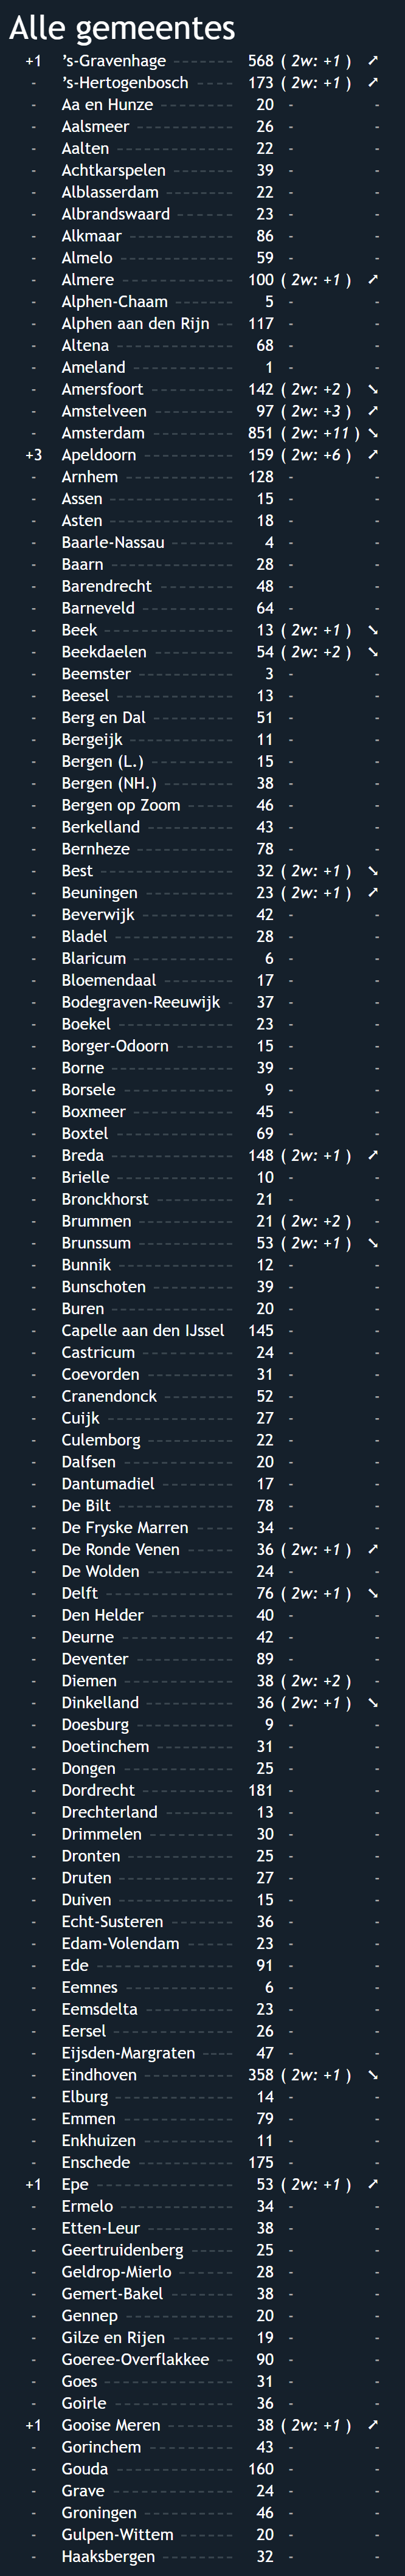 Alle gemeentes
+1 ’s-Gravenhage 568 ( 2w: +1 ) ➚
- ’s-Hertogenbosch 173 ( 2w: +1 ) ➚
- Aa en Hunze 20 - -
- Aalsmeer 26 - -
- Aalten 22 - -
- Achtkarspelen 39 - -
- Alblasserdam 22 - -
- Albrandswaard 23 - -
- Alkmaar 86 - -
- Almelo 59 - -
- Almere 100 ( 2w: +1 ) ➚
- Alphen-Chaam 5 - -
- Alphen aan den Rijn 117 - -
- Altena 68 - -
- Ameland 1 - -
- Amersfoort 142 ( 2w: +2 ) ➘
- Amstelveen 97 ( 2w: +3 ) ➚
- Amsterdam 851 ( 2w: +11 ) ➘
+3 Apeldoorn 159 ( 2w: +6 ) ➚
- Arnhem 128 - -
- Assen 15 - -
- Asten 18 - -
- Baarle-Nassau 4 - -
- Baarn 28 - -
- Barendrecht 48 - -
- Barneveld 64 - -
- Beek 13 ( 2w: +1 ) ➘
- Beekdaelen 54 ( 2w: +2 ) ➘
- Beemster 3 - -
- Beesel 13 - -
- Berg en Dal 51 - -
- Bergeijk 11 - -
- Bergen (L.) 15 - -
- Bergen (NH.) 38 - -
- Bergen op Zoom 46 - -
- Berkelland 43 - -
- Bernheze 78 - -
- Best 32 ( 2w: +1 ) ➘
- Beuningen 23 ( 2w: +1 ) ➚
- Beverwijk 42 - -
- Bladel 28 - -
- Blaricum 6 - -
- Bloemendaal 17 - -
- Bodegraven-Reeuwijk 37 - -
- Boekel 23 - -
- Borger-Odoorn 15 - -
- Borne 39 - -
- Borsele 9 - -
- Boxmeer 45 - -
- Boxtel 69 - -
- Breda 148 ( 2w: +1 ) ➚
- Brielle 10 - -
- Bronckhorst 21 - -
- Brummen 21 ( 2w: +2 ) -
- Brunssum 53 ( 2w: +1 ) ➘
- Bunnik 12 - -
- Bunschoten 39 - -
- Buren 20 - -
- Capelle aan den IJssel 145 - -
- Castricum 24 - -
- Coevorden 31 - -
- Cranendonck 52 - -
- Cuijk 27 - -
- Culemborg 22 - -
- Dalfsen 20 - -
- Dantumadiel 17 - -
- De Bilt 78 - -
- De Fryske Marren 34 - -
- De Ronde Venen 36 ( 2w: +1 ) ➚
- De Wolden 24 - -
- Delft 76 ( 2w: +1 ) ➘
- Den Helder 40 - -
- Deurne 42 - -
- Deventer 89 - -
- Diemen 38 ( 2w: +2 ) -
- Dinkelland 36 ( 2w: +1 ) ➘
- Doesburg 9 - -
- Doetinchem 31 - -
- Dongen 25 - -
- Dordrecht 181 - -
- Drechterland 13 - -
- Drimmelen 30 - -
- Dronten 25 - -
- Druten 27 - -
- Duiven 15 - -
- Echt-Susteren 36 - -
- Edam-Volendam 23 - -
- Ede 91 - -
- Eemnes 6 - -
- Eemsdelta 23 - -
- Eersel 26 - -
- Eijsden-Margraten 47 - -
- Eindhoven 358 ( 2w: +1 ) ➘
- Elburg 14 - -
- Emmen 79 - -
- Enkhuizen 11 - -
- Enschede 175 - -
+1 Epe 53 ( 2w: +1 ) ➚
- Ermelo 34 - -
- Etten-Leur 38 - -
- Geertruidenberg 25 - -
- Geldrop-Mierlo 28 - -
- Gemert-Bakel 38 - -
- Gennep 20 - -
- Gilze en Rijen 19 - -
- Goeree-Overflakkee 90 - -
- Goes 31 - -
- Goirle 36 - -
+1 Gooise Meren 38 ( 2w: +1 ) ➚
- Gorinchem 43 - -
- Gouda 160 - -
- Grave 24 - -
- Groningen 46 - -
- Gulpen-Wittem 20 - -
- Haaksbergen 32 - -